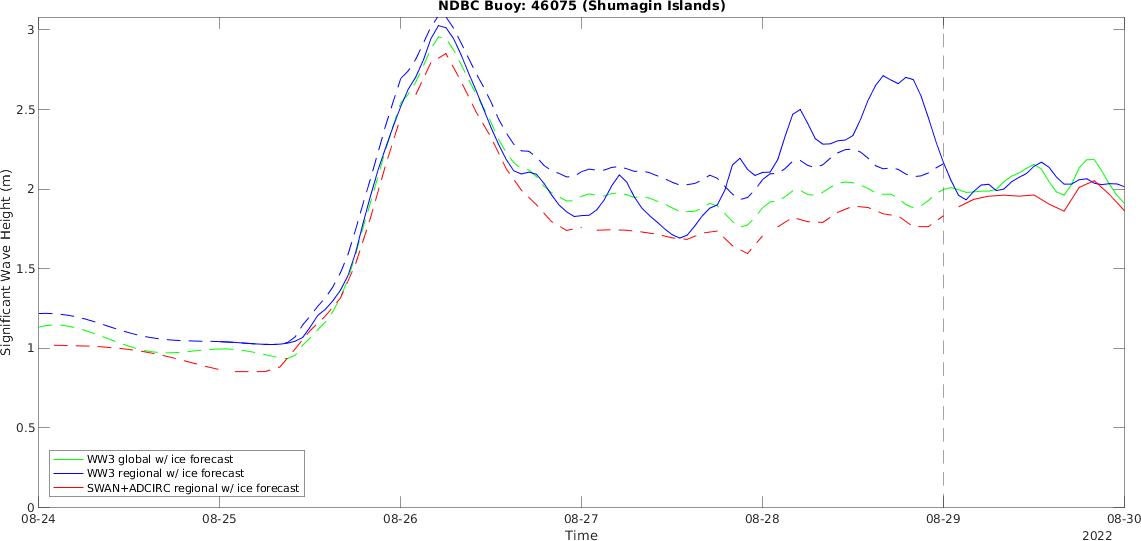 NDBC Buoy: 46075 (Shumagin Islands)
3
2.5
2
1.5
1
0.5
0
Significant Wave Height (m)
WW3 global w/ ice forecast
WW3 regional w/ ice forecast
SWAN+ADCIRC regional w/ ice forecast
08-24 08-25 08-26 08-27 08-28 08-29 08-30
Time
2022